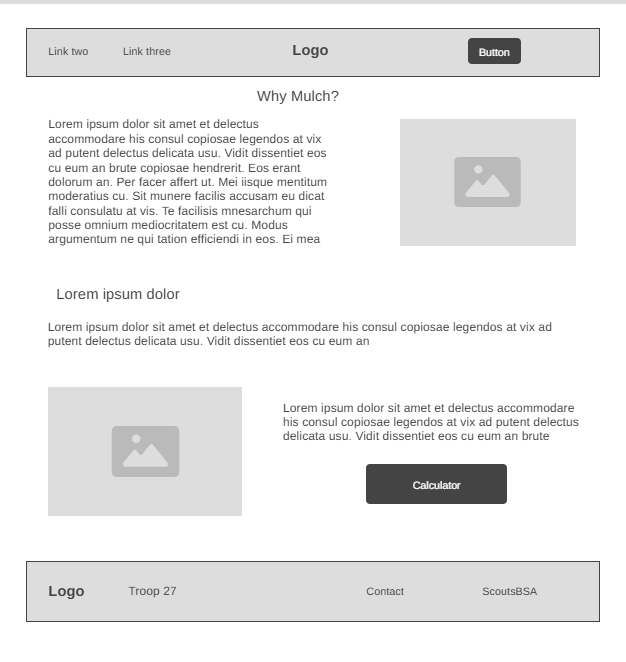 Link two Link three Logo Button
Why Mulch?
Lorem ipsum dolor sit amet et delectus
accommodare his consul copiosae legendos at vix
ad putent delectus delicata usu. Vidit dissentiet eos
cu eum an brute copiosae hendrerit. Eos erant
dolorum an. Per facer affert ut. Mei iisque mentitum
moderatius cu. Sit munere facilis accusam eu dicat
falli consulatu at vis. Te facilisis mnesarchum qui
posse omnium mediocritatem est cu. Modus
argumentum ne qui tation efficiendi in eos. Ei mea
Lorem ipsum dolor
Lorem ipsum dolor sit amet et delectus accommodare his consul copiosae legendos at vix ad
putent delectus delicata usu. Vidit dissentiet eos cu eum an
Lorem ipsum dolor sit amet et delectus accommodare
his consul copiosae legendos at vix ad putent delectus
delicata usu. Vidit dissentiet eos cu eum an brute
Calculator
Logo Troop 27 Contact ScoutsBSA